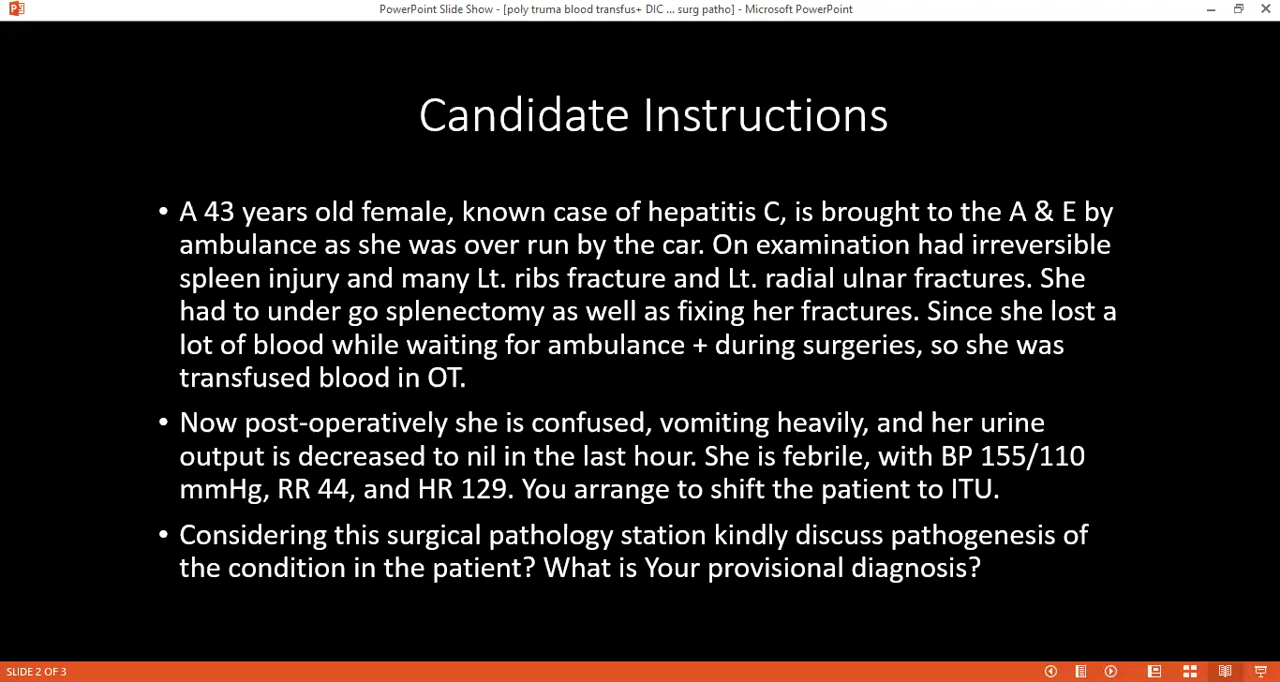 PowerPoint Slide Show - [poly truma blood transfus+ DIC ... surg patho] - Microsoft PowerPoint
Candidate Instructions
• A 43 years old female, known case of hepatitis C, is brought to the A & E by
ambulance as she was over run by the car. On examination had irreversible
spleen injury and many Lt. ribs fracture and Lt. radial ulnar fractures. She
had to under go splenectomy as well as fixing her fractures. Since she lost a
lot of blood while waiting for ambulance + during surgeries, so she was
transfused blood in OT.
• Now post-operatively she is confused, vomiting heavily, and her urine
output is decreased to nil in the last hour. She is febrile, with BP 155/110
mmHg, RR 44, and HR 129. You arrange to shift the patient to ITU.
• Considering this surgical pathology station kindly discuss pathogenesis of
the condition in the patient? What is Your provisional diagnosis?
SLIDE 2 OF 3